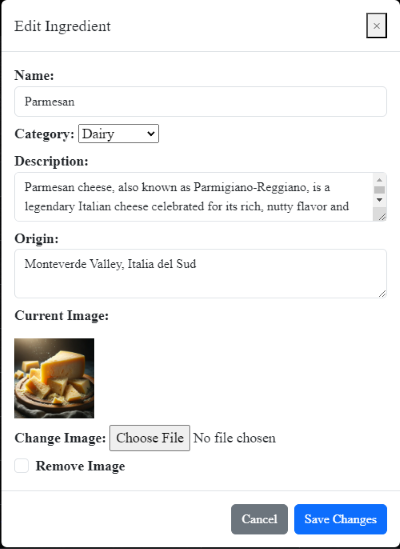 Edit Ingredient ×
Name:
Parmesan
Category: Dairy
Description:
Parmesan cheese, also known as Parmigiano-Reggiano, is a
legendary Italian cheese celebrated for its rich, nutty flavor and
Origin:
Monteverde Valley, Italia del Sud
Current Image:
Change Image: Choose File No file chosen
Remove Image
Cancel Save Changes